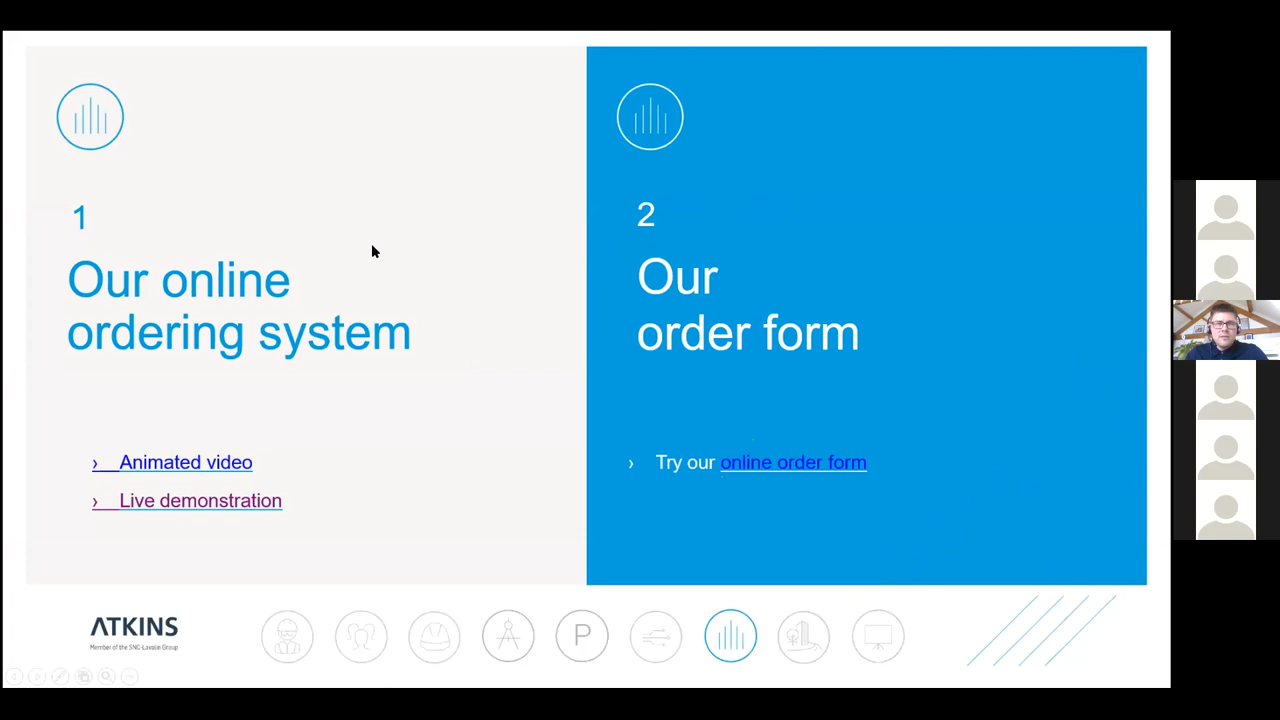 1
Our online
ordering system
› Animated video
› Live demonstration
2
Our
order form
› Try our online order form
ATKINS
Member of the SNC-Lavalin Group
P